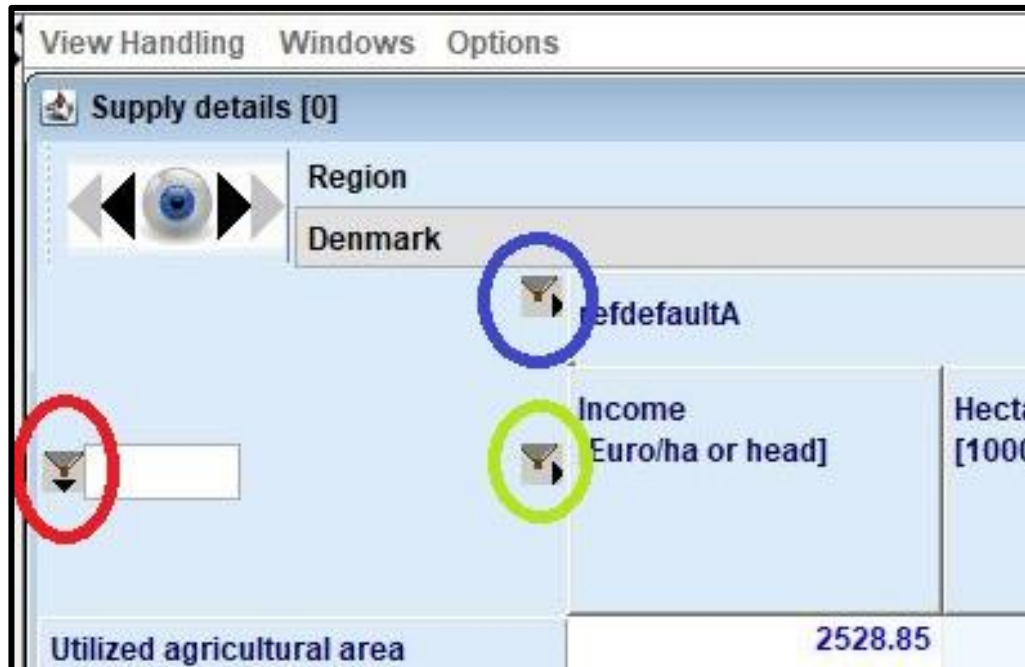 View Handling Windows Options
Supply details [0]
Region
Denmark
refdefaultA
Income
[Euro/ha or head]
Utilized agricultural area
2528.85